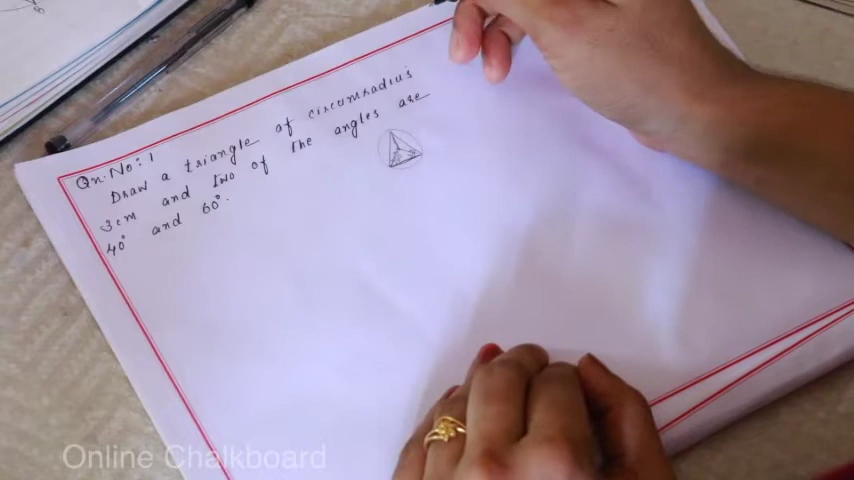 Qn:No:1
Draw a triangle of circumradius
3cm and two of the angles are
40° and 60°.
Online Chalkboard